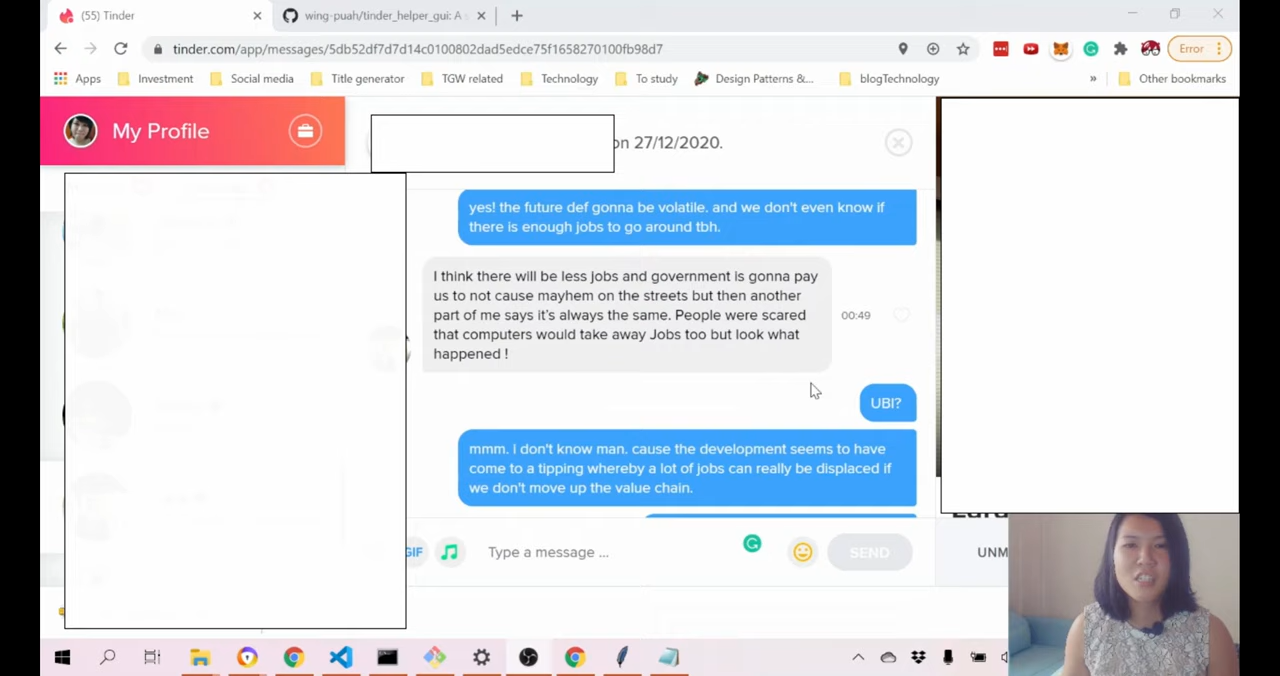 (55) Tinder
wing-puah/tinder_helper_gui: A s
tinder.com/app/messages/5db52df7d7d14c0100802dad5edce75f1658270100fb98d7
Error
Apps
Investment
Social media
Title generator
TGW related
Technology
To study
Design Patterns &...
blogTechnology
»
Other bookmarks
My Profile
on 27/12/2020.
yes! the future def gonna be volatile. and we don't even know if
there is enough jobs to go around tbh.
I think there will be less jobs and government is gonna pay
us to not cause mayhem on the streets but then another
part of me says it's always the same. People were scared
that computers would take away Jobs too but look what
happened !
00:49
UBI?
mmm. I don't know man. cause the development seems to have
come to a tipping whereby a lot of jobs can really be displaced if
we don't move up the value chain.
GIF
Type a message ...
SEND
UNM